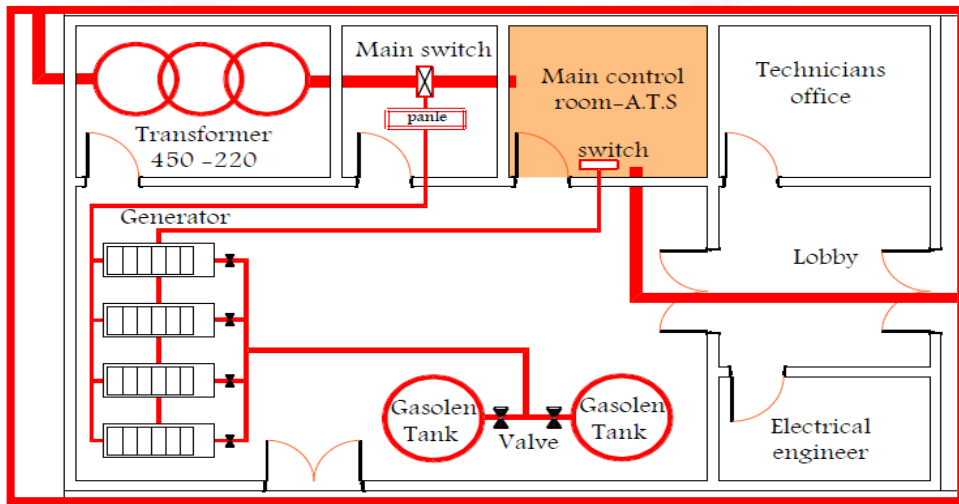 Main switch
panle
Transformer
450 -220
Main control
room-A.T.S
switch
Technicians
office
Generator
Lobby
Gasolen
Tank
Valve
Gasolen
Tank
Electrical
engineer